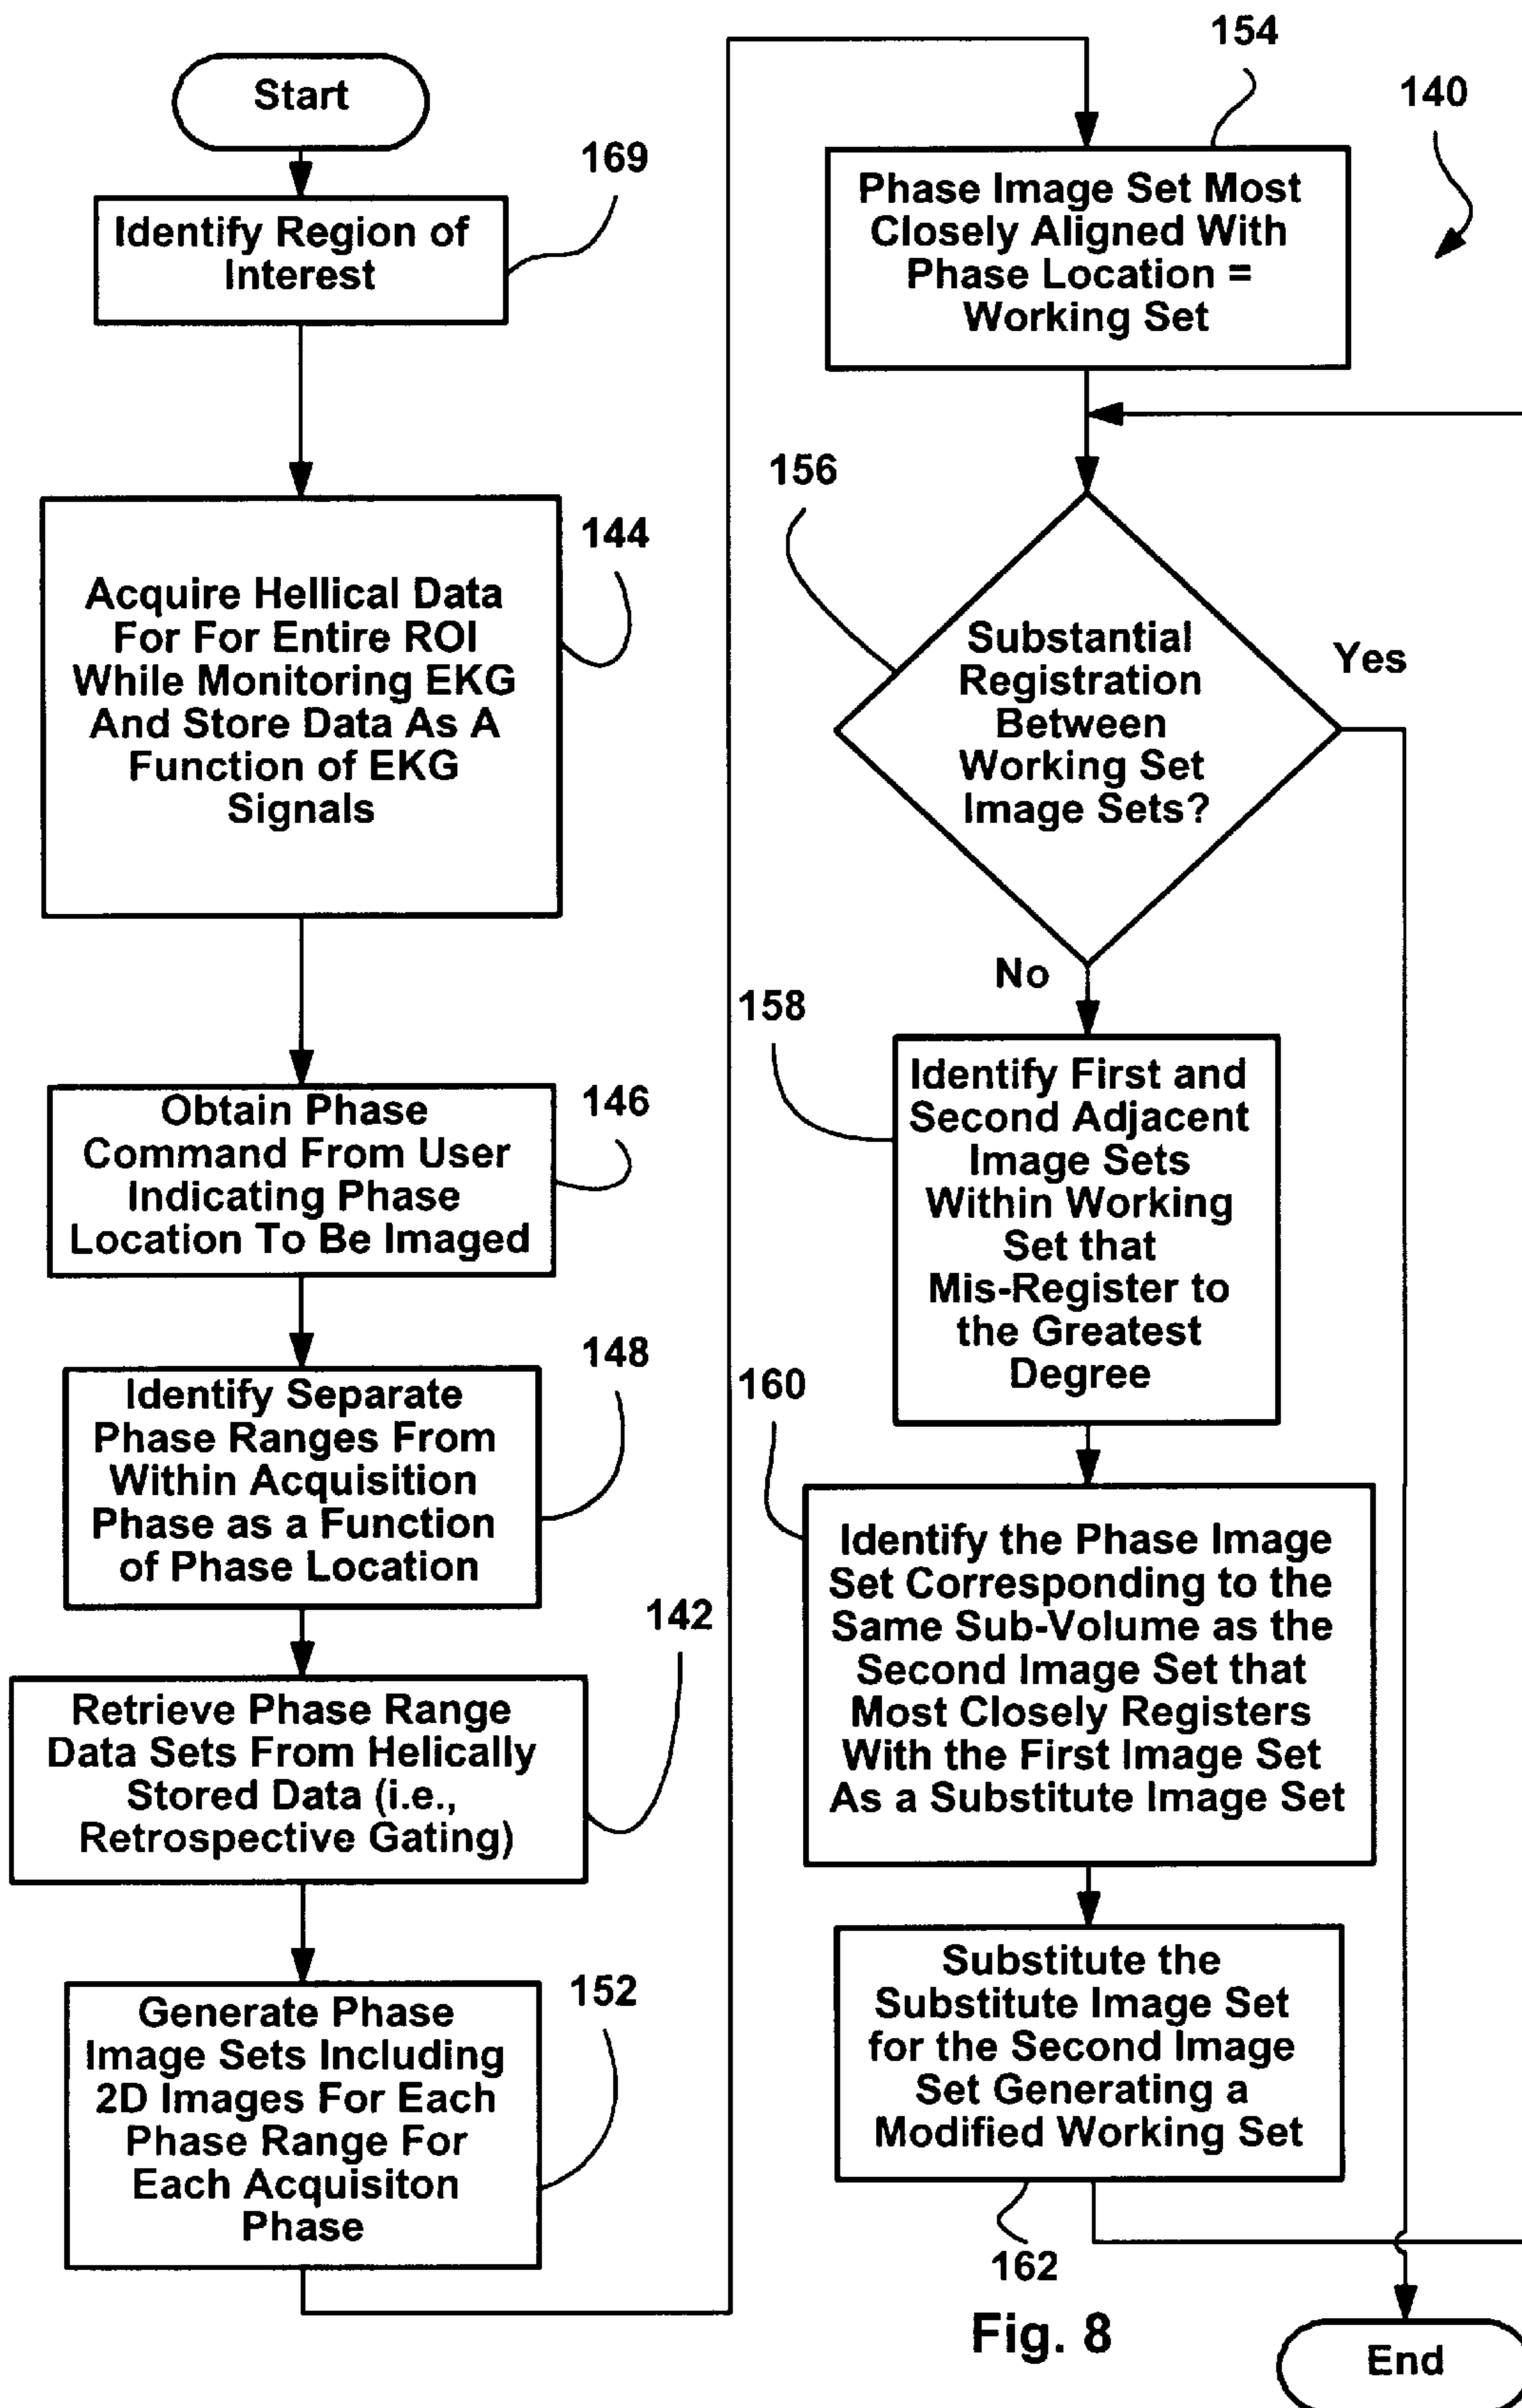 Start
169
Identify Region of
Interest
144
Acquire Hellical Data
For For Entire ROI
While Monitoring EKG
And Store Data As A
Function of EKG
Signals
146
Obtain Phase
Command From User
Indicating Phase
Location To Be Imaged
148
Identify Separate
Phase Ranges From
Within Acquisition
Phase as a Function
of Phase Location
142
Retrieve Phase Range
Data Sets From Helically
Stored Data (i.e.,
Retrospective Gating)
152
Generate Phase
Image Sets Including
2D Images For Each
Phase Range For
Each Acquisiton
Phase
154
140
Phase Image Set Most
Closely Aligned With
Phase Location =
Working Set
156
Substantial
Registration
Between
Working Set
Image Sets?
Yes
No
158
Identify First and
Second Adjacent
Image Sets
Within Working
Set that
Mis-Register to
the Greatest
Degree
160
Identify the Phase Image
Set Corresponding to the
Same Sub-Volume as the
Second Image Set that
Most Closely Registers
With the First Image Set
As a Substitute Image Set
Substitute the
Substitute Image Set
for the Second Image
Set Generating a
Modified Working Set
162
Fig. 8
End